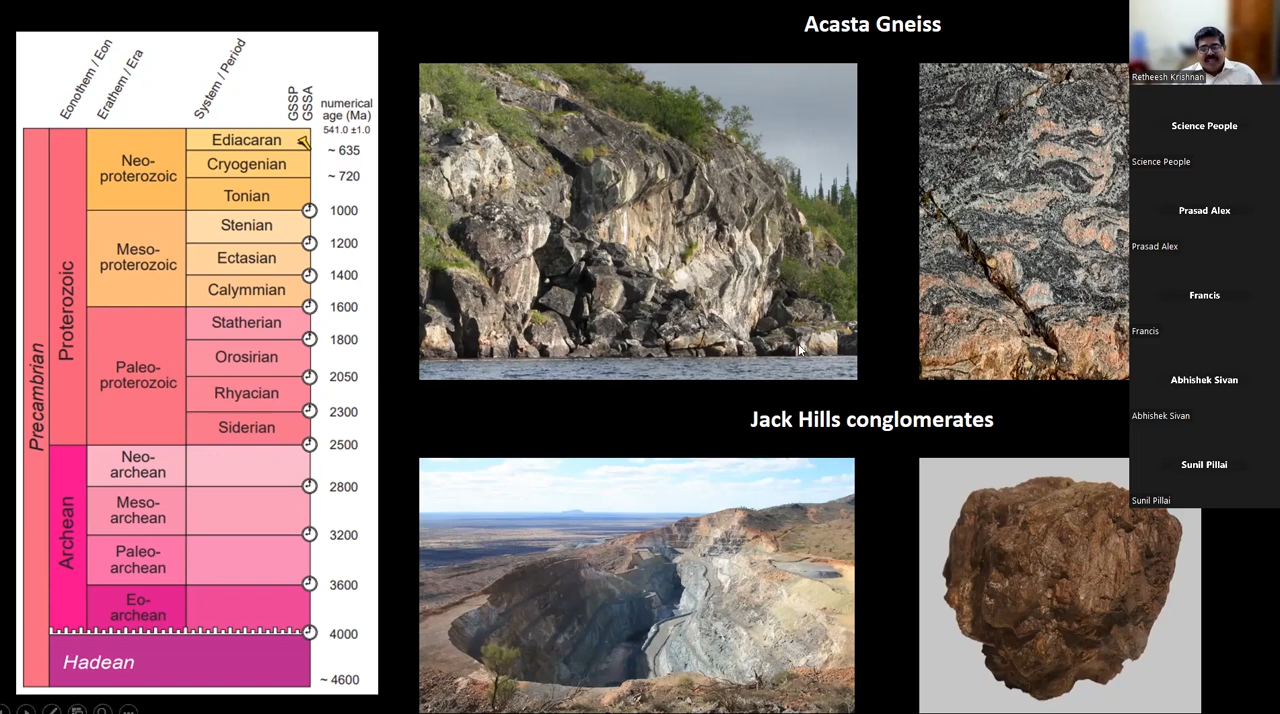 Eonothem / Eon
Erathem / Era
System / Period
GSSP
GSSA
numerical
age (Ma)
541.0 ±1.0
Precambrian
Proterozoic
Neo-
proterozoic
Ediacaran
~ 635
Cryogenian
~ 720
Tonian
1000
Meso-
proterozoic
Stenian
1200
Ectasian
1400
Calymmian
1600
Paleo-
proterozoic
Statherian
1800
Orosirian
2050
Rhyacian
2300
Siderian
2500
Archean
Neo-
archean
2800
Meso-
archean
3200
Paleo-
archean
3600
Eo-
archean
4000
Hadean
~ 4600
Acasta Gneiss
Jack Hills conglomerates
Retheesh Krishnan
Science People
Science People
Prasad Alex
Prasad Alex
Francis
Francis
Abhishek Sivan
Abhishek Sivan
Sunil Pillai
Sunil Pillai